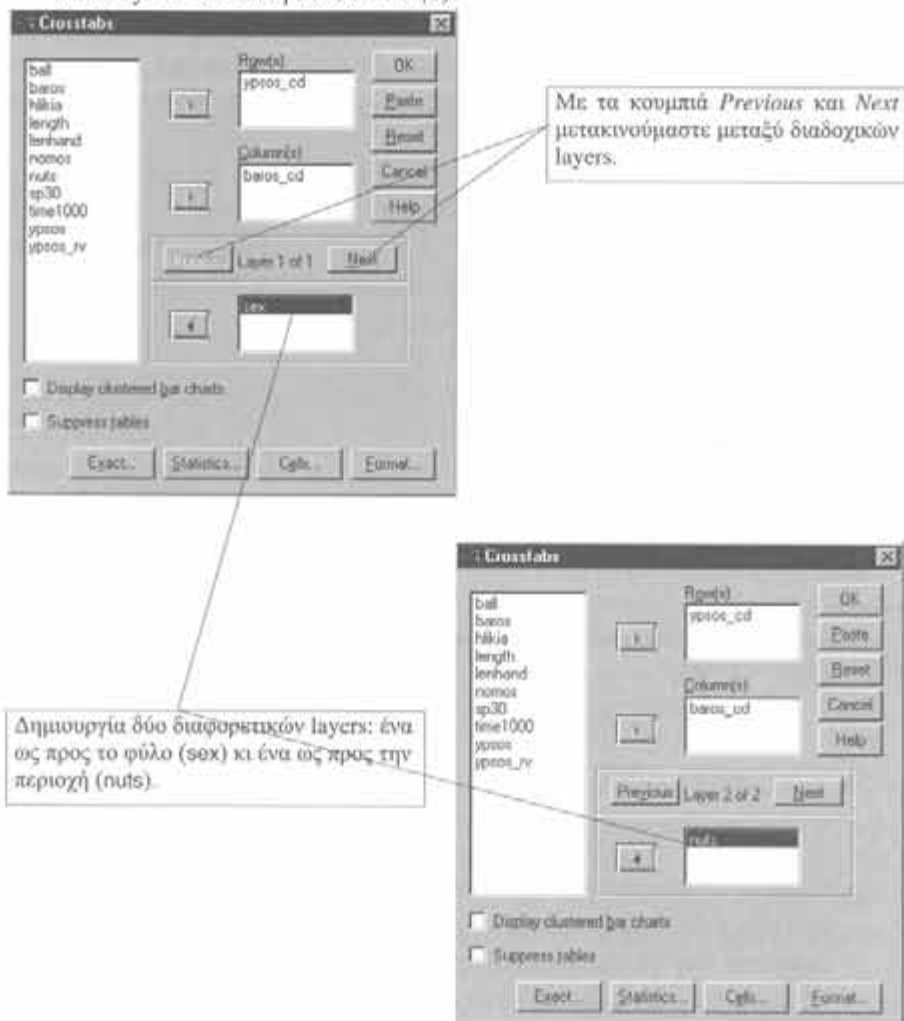 Crosstabs
ball
baros
hlikia
length
lenhand
nomos
nuts
sp30
time1000
ypsos
ypsos_rv
Row(s)
ypsos_cd
Column(s)
baros_cd
OK
Paste
Reset
Cancel
Help
Previous Layer 1 of 1 Next
sex
Display clustered bar charts
Suppress tables
Exact... Statistics... Cells... Format...
Με τα κουμπιά Previous και Next
μετακινούμαστε μεταξύ διαδοχικών
layers.
Δημιουργία δύο διαφορετικών layers: ένα
ως προς το φύλο (sex) κι ένα ως προς την
περιοχή (nuts).
Crosstabs
ball
baros
hlikia
length
lenhand
nomos
sp30
time1000
ypsos
ypsos_rv
Row(s)
ypsos_cd
Column(s)
baros_cd
OK
Paste
Reset
Cancel
Help
Previous Layer 2 of 2 Next
nuts
Display clustered bar charts
Suppress tables
Exact... Statistics... Cells... Format...